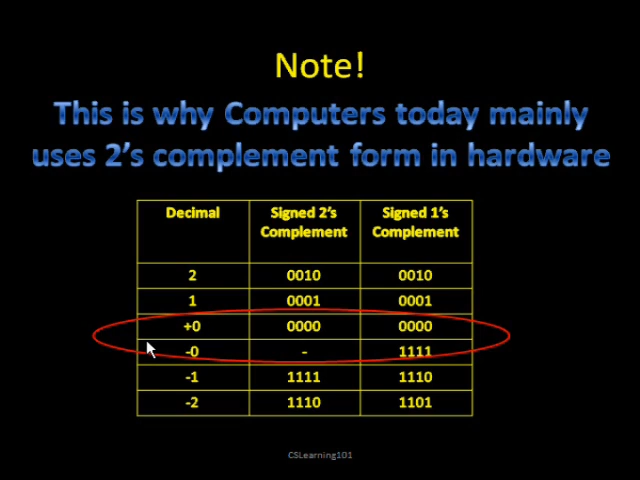 Note!
This is why Computers today mainly
uses 2's complement form in hardware
Decimal Signed 2's Complement Signed 1's Complement
2 0010 0010
1 0001 0001
+0 0000 0000
-0 - 1111
-1 1111 1110
-2 1110 1101
CSLearning101